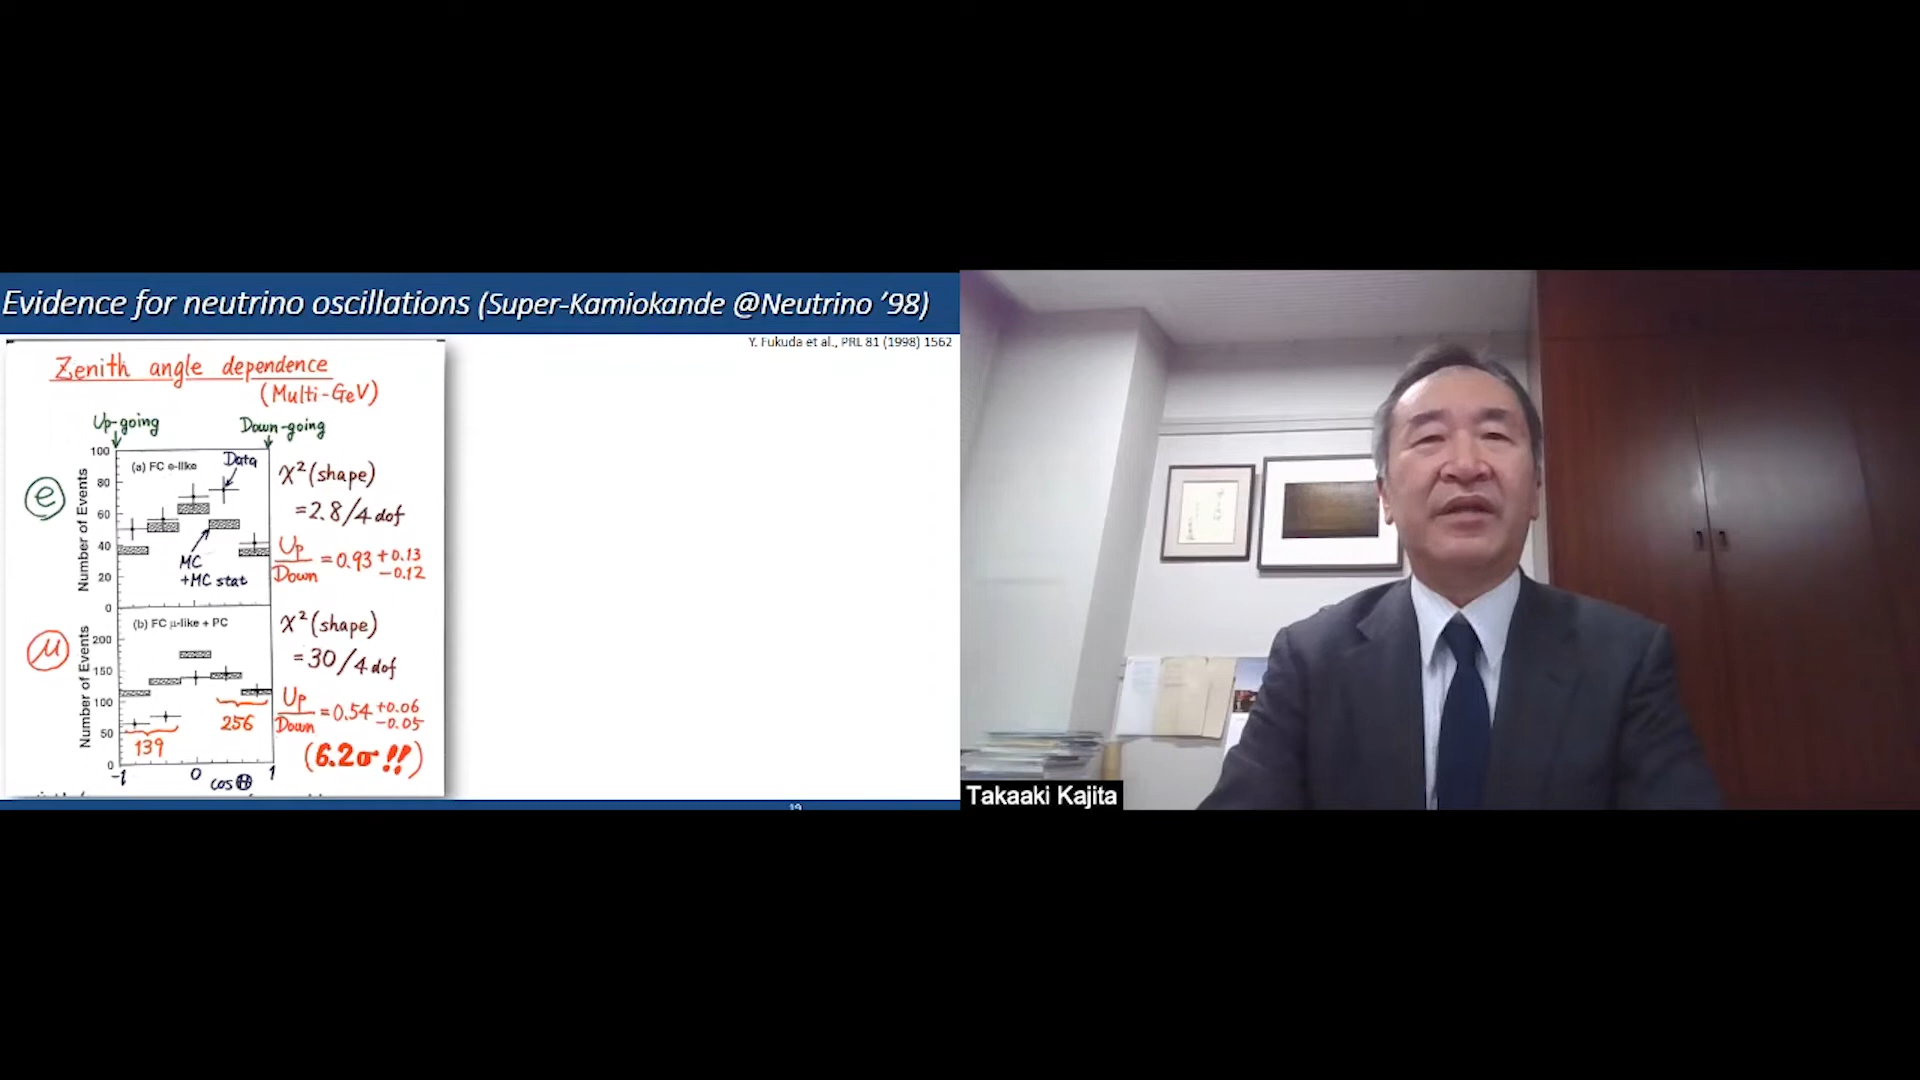 Evidence for neutrino oscillations (Super-Kamiokande @Neutrino ’98)
Y. Fukuda et al., PRL 81 (1998) 1562
Zenith angle dependence
(Multi-GeV)
Up-going
Down-going
e
Number of Events
100
80
60
40
20
0
(a) FC e-like
Data
MC
+MC stat
χ²(shape)
=2.8/4 dof
Up
Down
=0.93 +0.13
-0.12
μ
Number of Events
200
150
100
50
0
(b) FC μ-like + PC
139
256
-1
0
1
cosΘ
χ²(shape)
=30/4 dof
Up
Down
=0.54 +0.06
-0.05
(6.2σ!!)
19
Takaaki Kajita